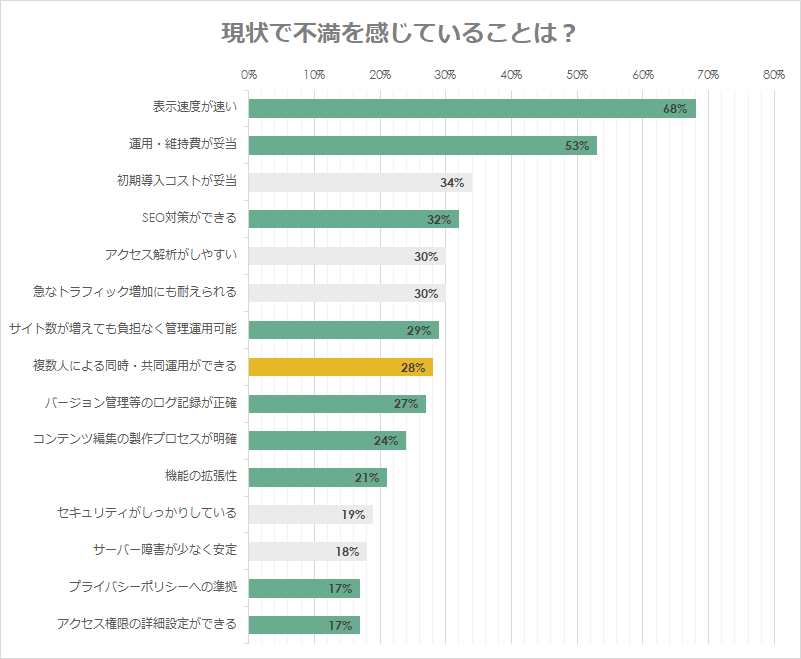 現状で不満を感じていることは？
0% 10% 20% 30% 40% 50% 60% 70% 80%
表示速度が速い 68%
運用・維持費が妥当 53%
初期導入コストが妥当 34%
SEO対策ができる 32%
アクセス解析がしやすい 30%
急なトラフィック増加にも耐えられる 30%
サイト数が増えても負担なく管理運用可能 29%
複数人による同時・共同運用ができる 28%
バージョン管理等のログ記録が正確 27%
コンテンツ編集の製作プロセスが明確 24%
機能の拡張性 21%
セキュリティがしっかりしている 19%
サーバー障害が少なく安定 18%
プライバシーポリシーへの準拠 17%
アクセス権限の詳細設定ができる 17%